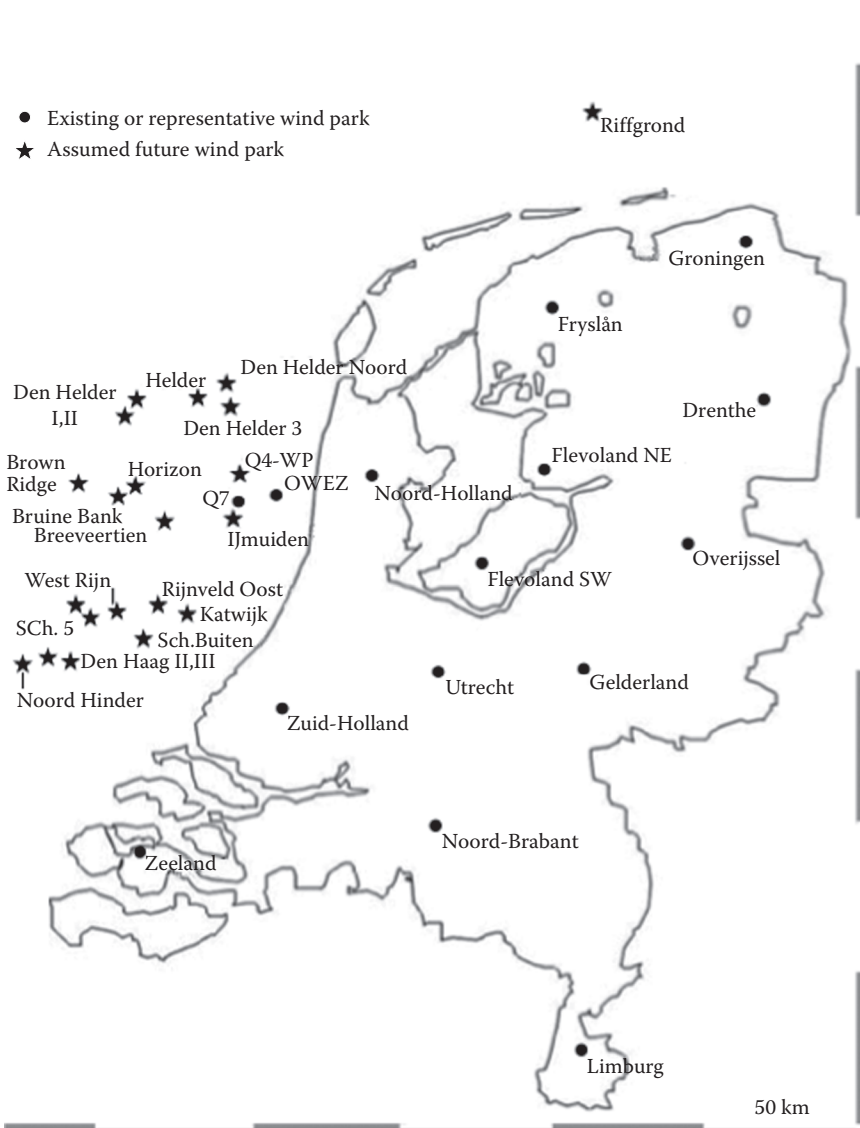 Existing or representative wind park
Assumed future wind park
Riffgrond
Groningen
Fryslån
Den Helder Noord
Helder
Den Helder
I,II
Den Helder 3
Drenthe
Brown
Ridge
Horizon
Q4-WP
OWEZ
Q7
Noord-Holland
Flevoland NE
Bruine Bank
Breeveertien
IJmuiden
Overijssel
Flevoland SW
West Rijn
Rijnveld Oost
Katwijk
SCh. 5
Sch.Buiten
Den Haag II,III
Noord Hinder
Utrecht
Gelderland
Zuid-Holland
Noord-Brabant
Zeeland
Limburg
50 km